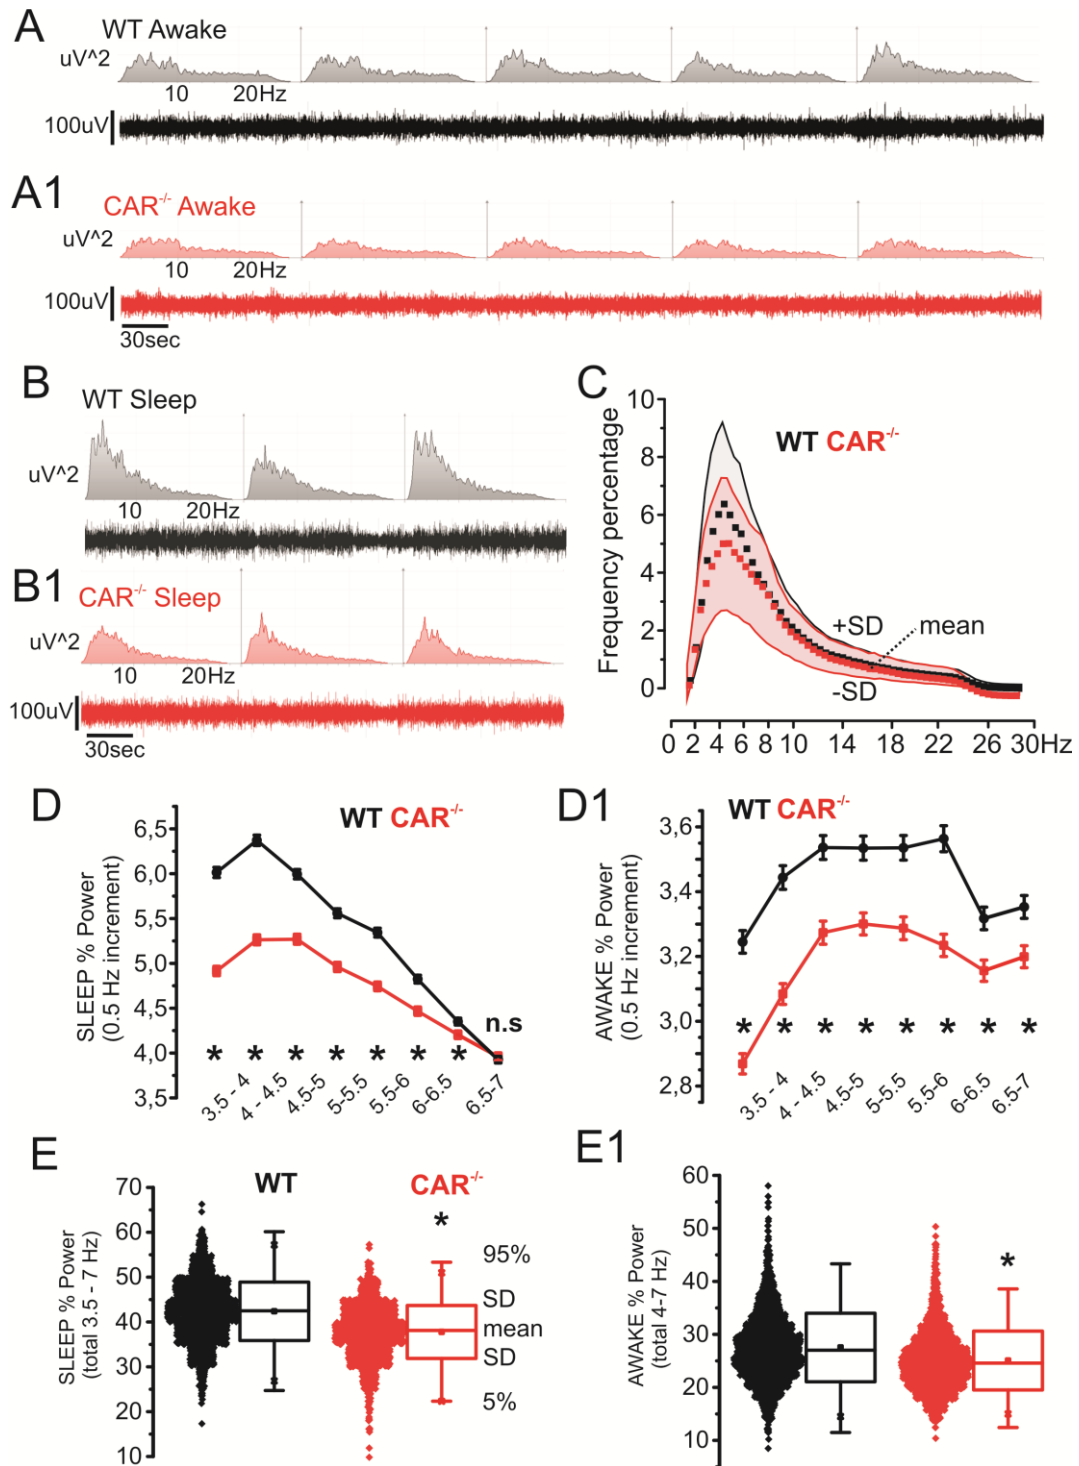 A
WT Awake
uV^2
10 20Hz
100uV
A1
CAR-/- Awake
uV^2
10 20Hz
100uV
30sec
B
WT Sleep
uV^2
10 20Hz
B1
CAR-/- Sleep
uV^2
10 20Hz
100uV
30sec
C
WT CAR-/-
Frequency percentage
10
8
6
4
2
0
+SD
mean
-SD
0 2 4 6 8 10 14 18 22 26 30Hz
D
WT CAR-/-
SLEEP % Power
(0.5 Hz increment)
6,5
6,0
5,5
5,0
4,5
4,0
3,5
n.s
* * * * * * *
3.5 - 4
4 - 4.5
4.5-5
5-5.5
5.5-6
6-6.5
6.5-7
D1
WT CAR-/-
AWAKE % Power
(0.5 Hz increment)
3,6
3,4
3,2
3,0
2,8
* * * * * * * *
3.5 - 4
4 - 4.5
4.5-5
5-5.5
5.5-6
6-6.5
6.5-7
E
WT CAR-/-
SLEEP % Power
(total 3.5 - 7 Hz)
70
60
50
40
30
20
10
*
95%
SD
mean
SD
5%
E1
AWAKE % Power
(total 4-7 Hz)
60
50
40
30
20
10
*